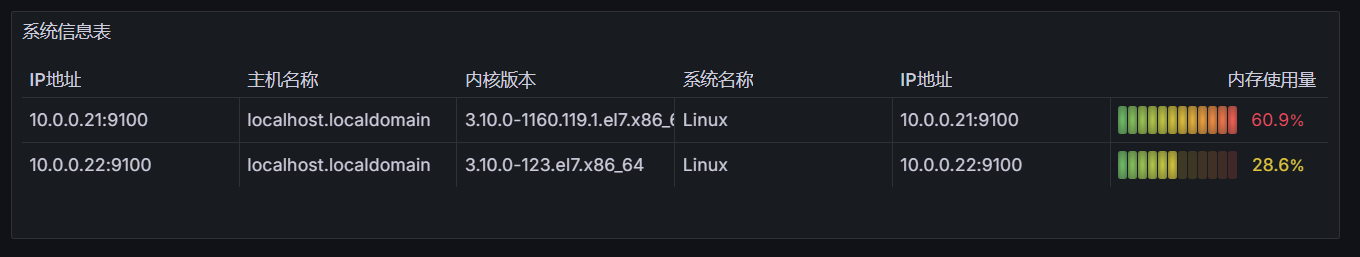 系统信息表
IP地址 主机名称 内核版本 系统名称 IP地址 内存使用量
10.0.0.21:9100 localhost.localdomain 3.10.0-1160.119.1.el7.x86_6 Linux 10.0.0.21:9100 60.9%
10.0.0.22:9100 localhost.localdomain 3.10.0-123.el7.x86_64 Linux 10.0.0.22:9100 28.6%